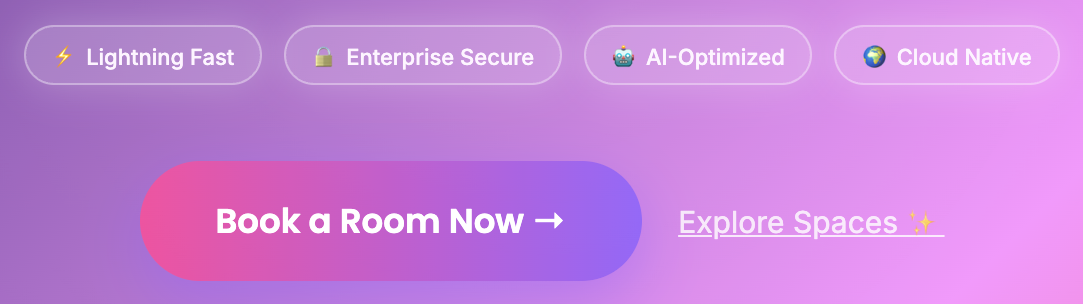 ⚡ Lightning Fast 🔒 Enterprise Secure 🤖 AI-Optimized 🌍 Cloud Native
Book a Room Now → Explore Spaces ✨